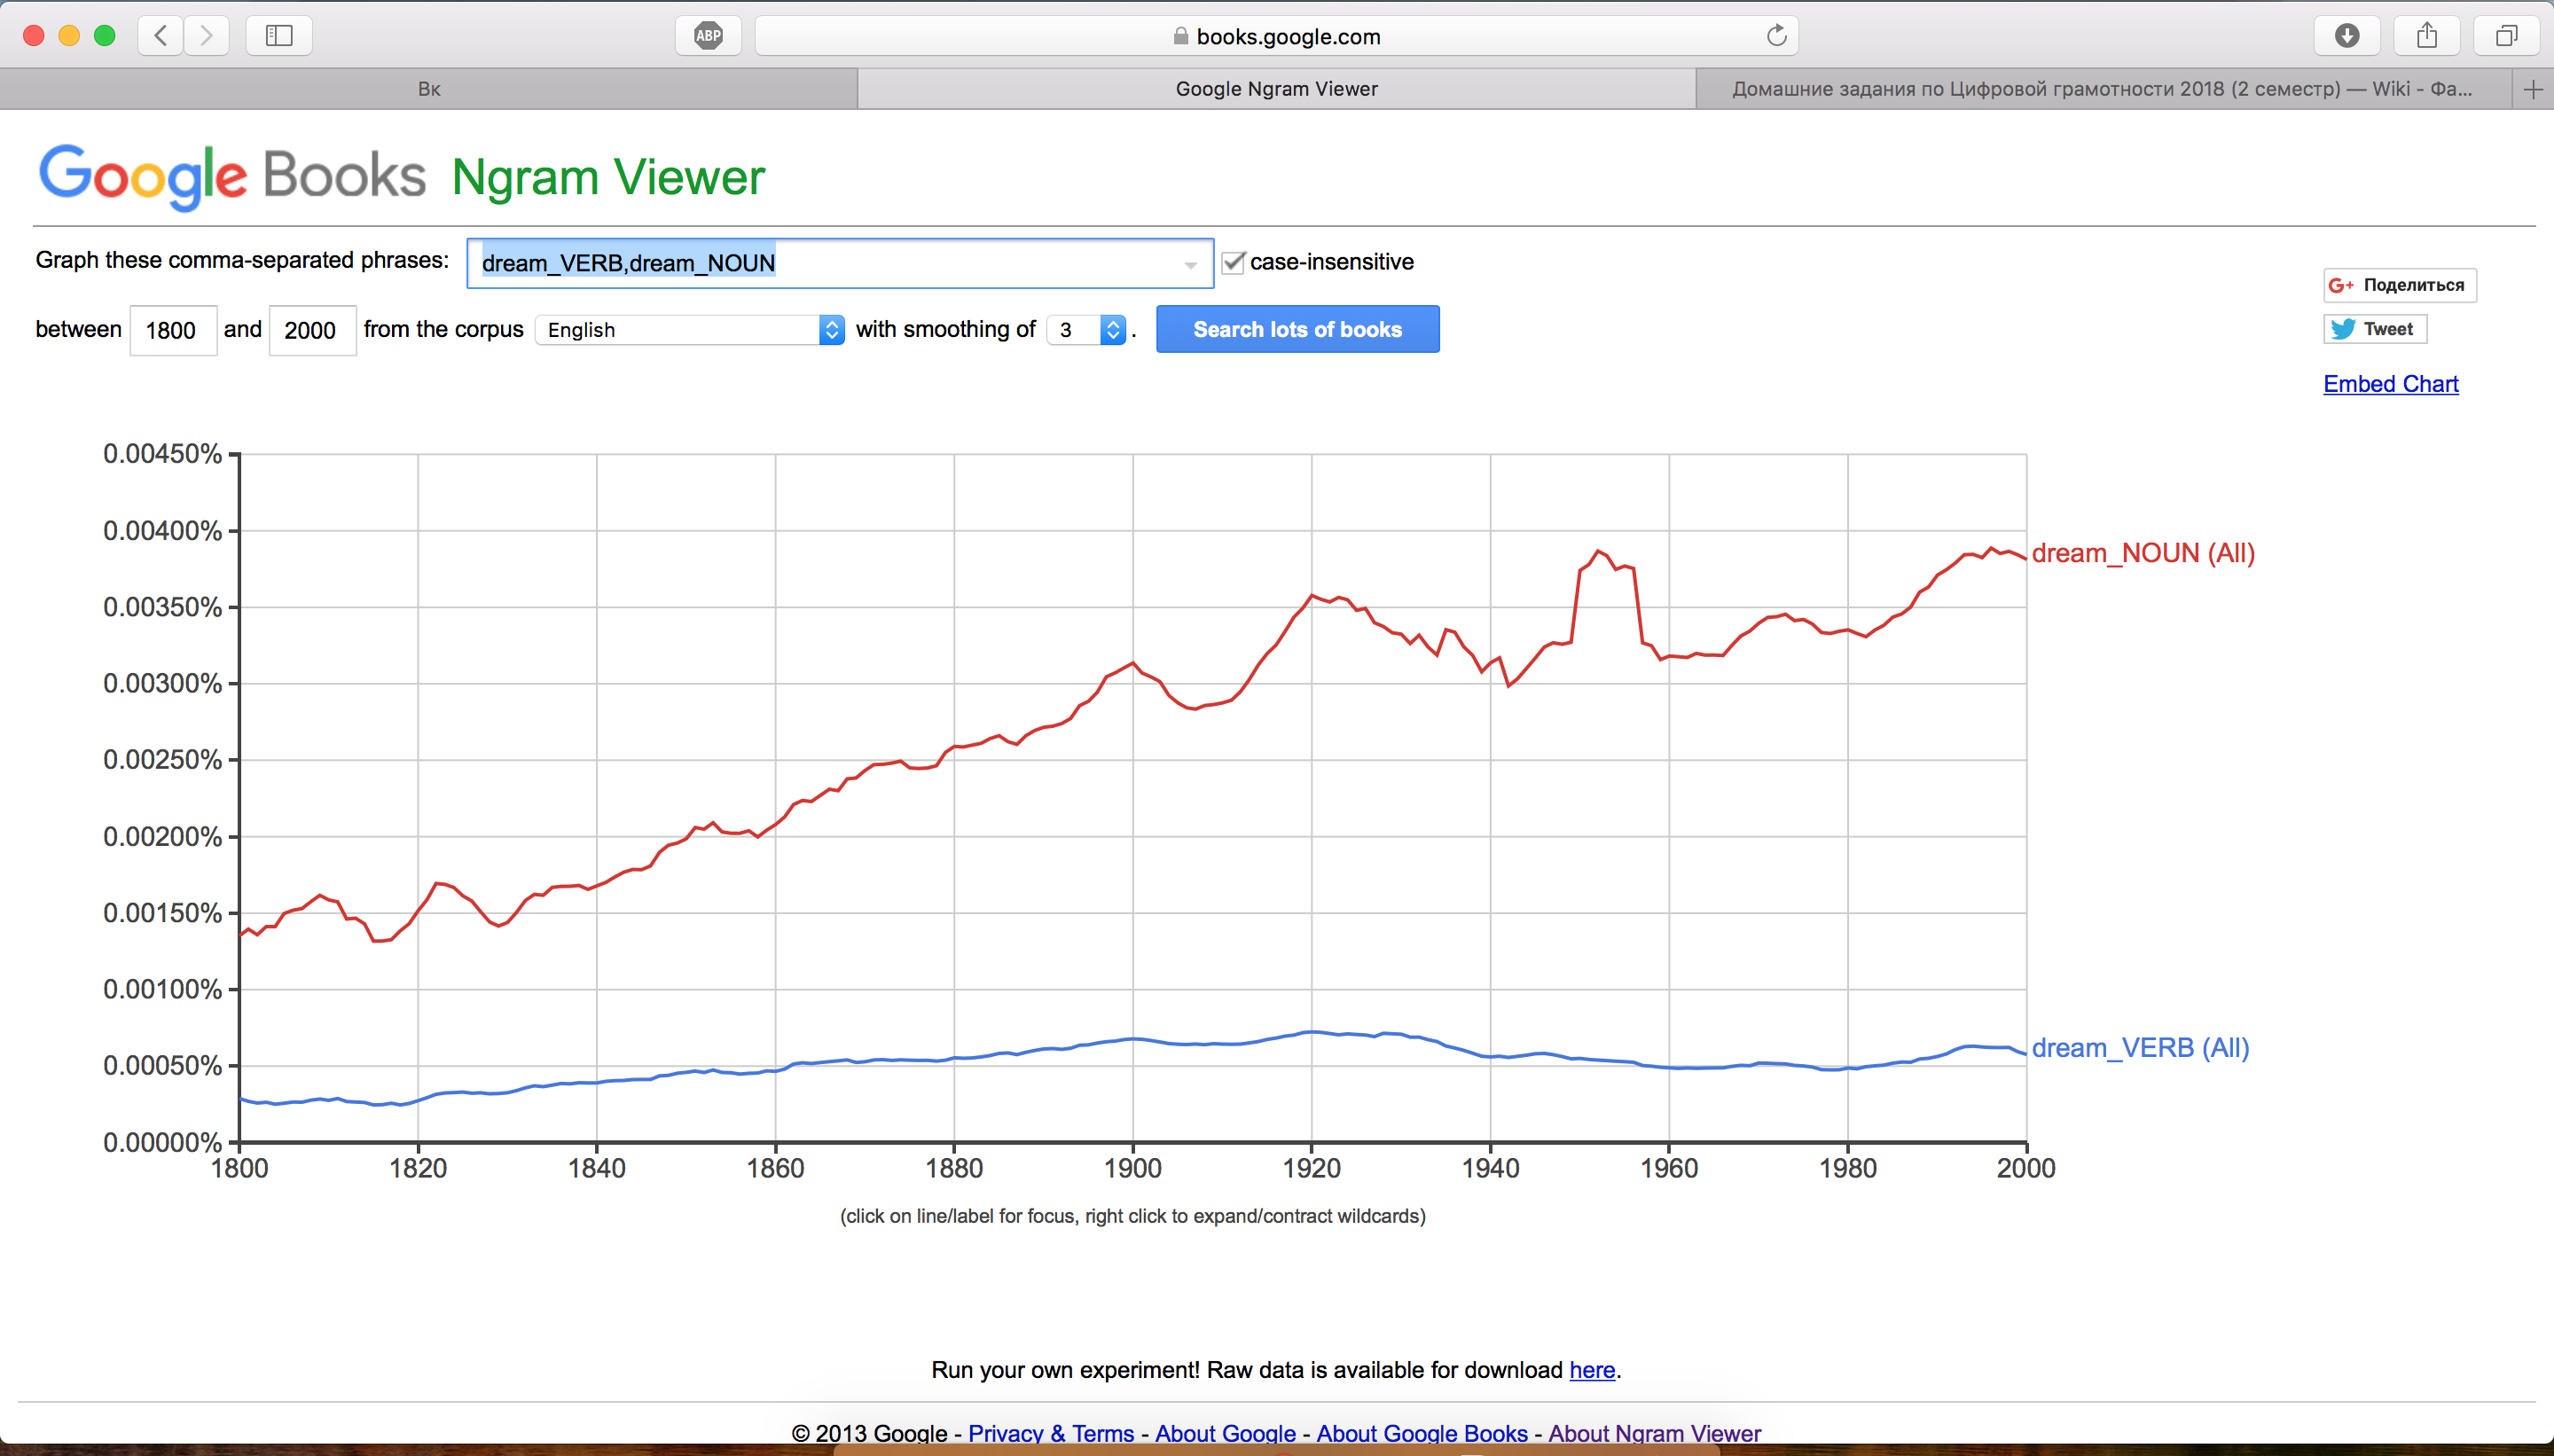 ABP
books.google.com
Вк
Google Ngram Viewer
Домашние задания по Цифровой грамотности 2018 (2 семестр) — Wiki - Фа...
Google Books Ngram Viewer
Graph these comma-separated phrases: dream_VERB,dream_NOUN case-insensitive
between 1800 and 2000 from the corpus English with smoothing of 3 . Search lots of books
G+ Поделиться
Tweet
Embed Chart
0.00450%
0.00400%
0.00350%
0.00300%
0.00250%
0.00200%
0.00150%
0.00100%
0.00050%
0.00000%
dream_NOUN (All)
dream_VERB (All)
1800 1820 1840 1860 1880 1900 1920 1940 1960 1980 2000
(click on line/label for focus, right click to expand/contract wildcards)
Run your own experiment! Raw data is available for download here.
© 2013 Google - Privacy & Terms - About Google - About Google Books - About Ngram Viewer